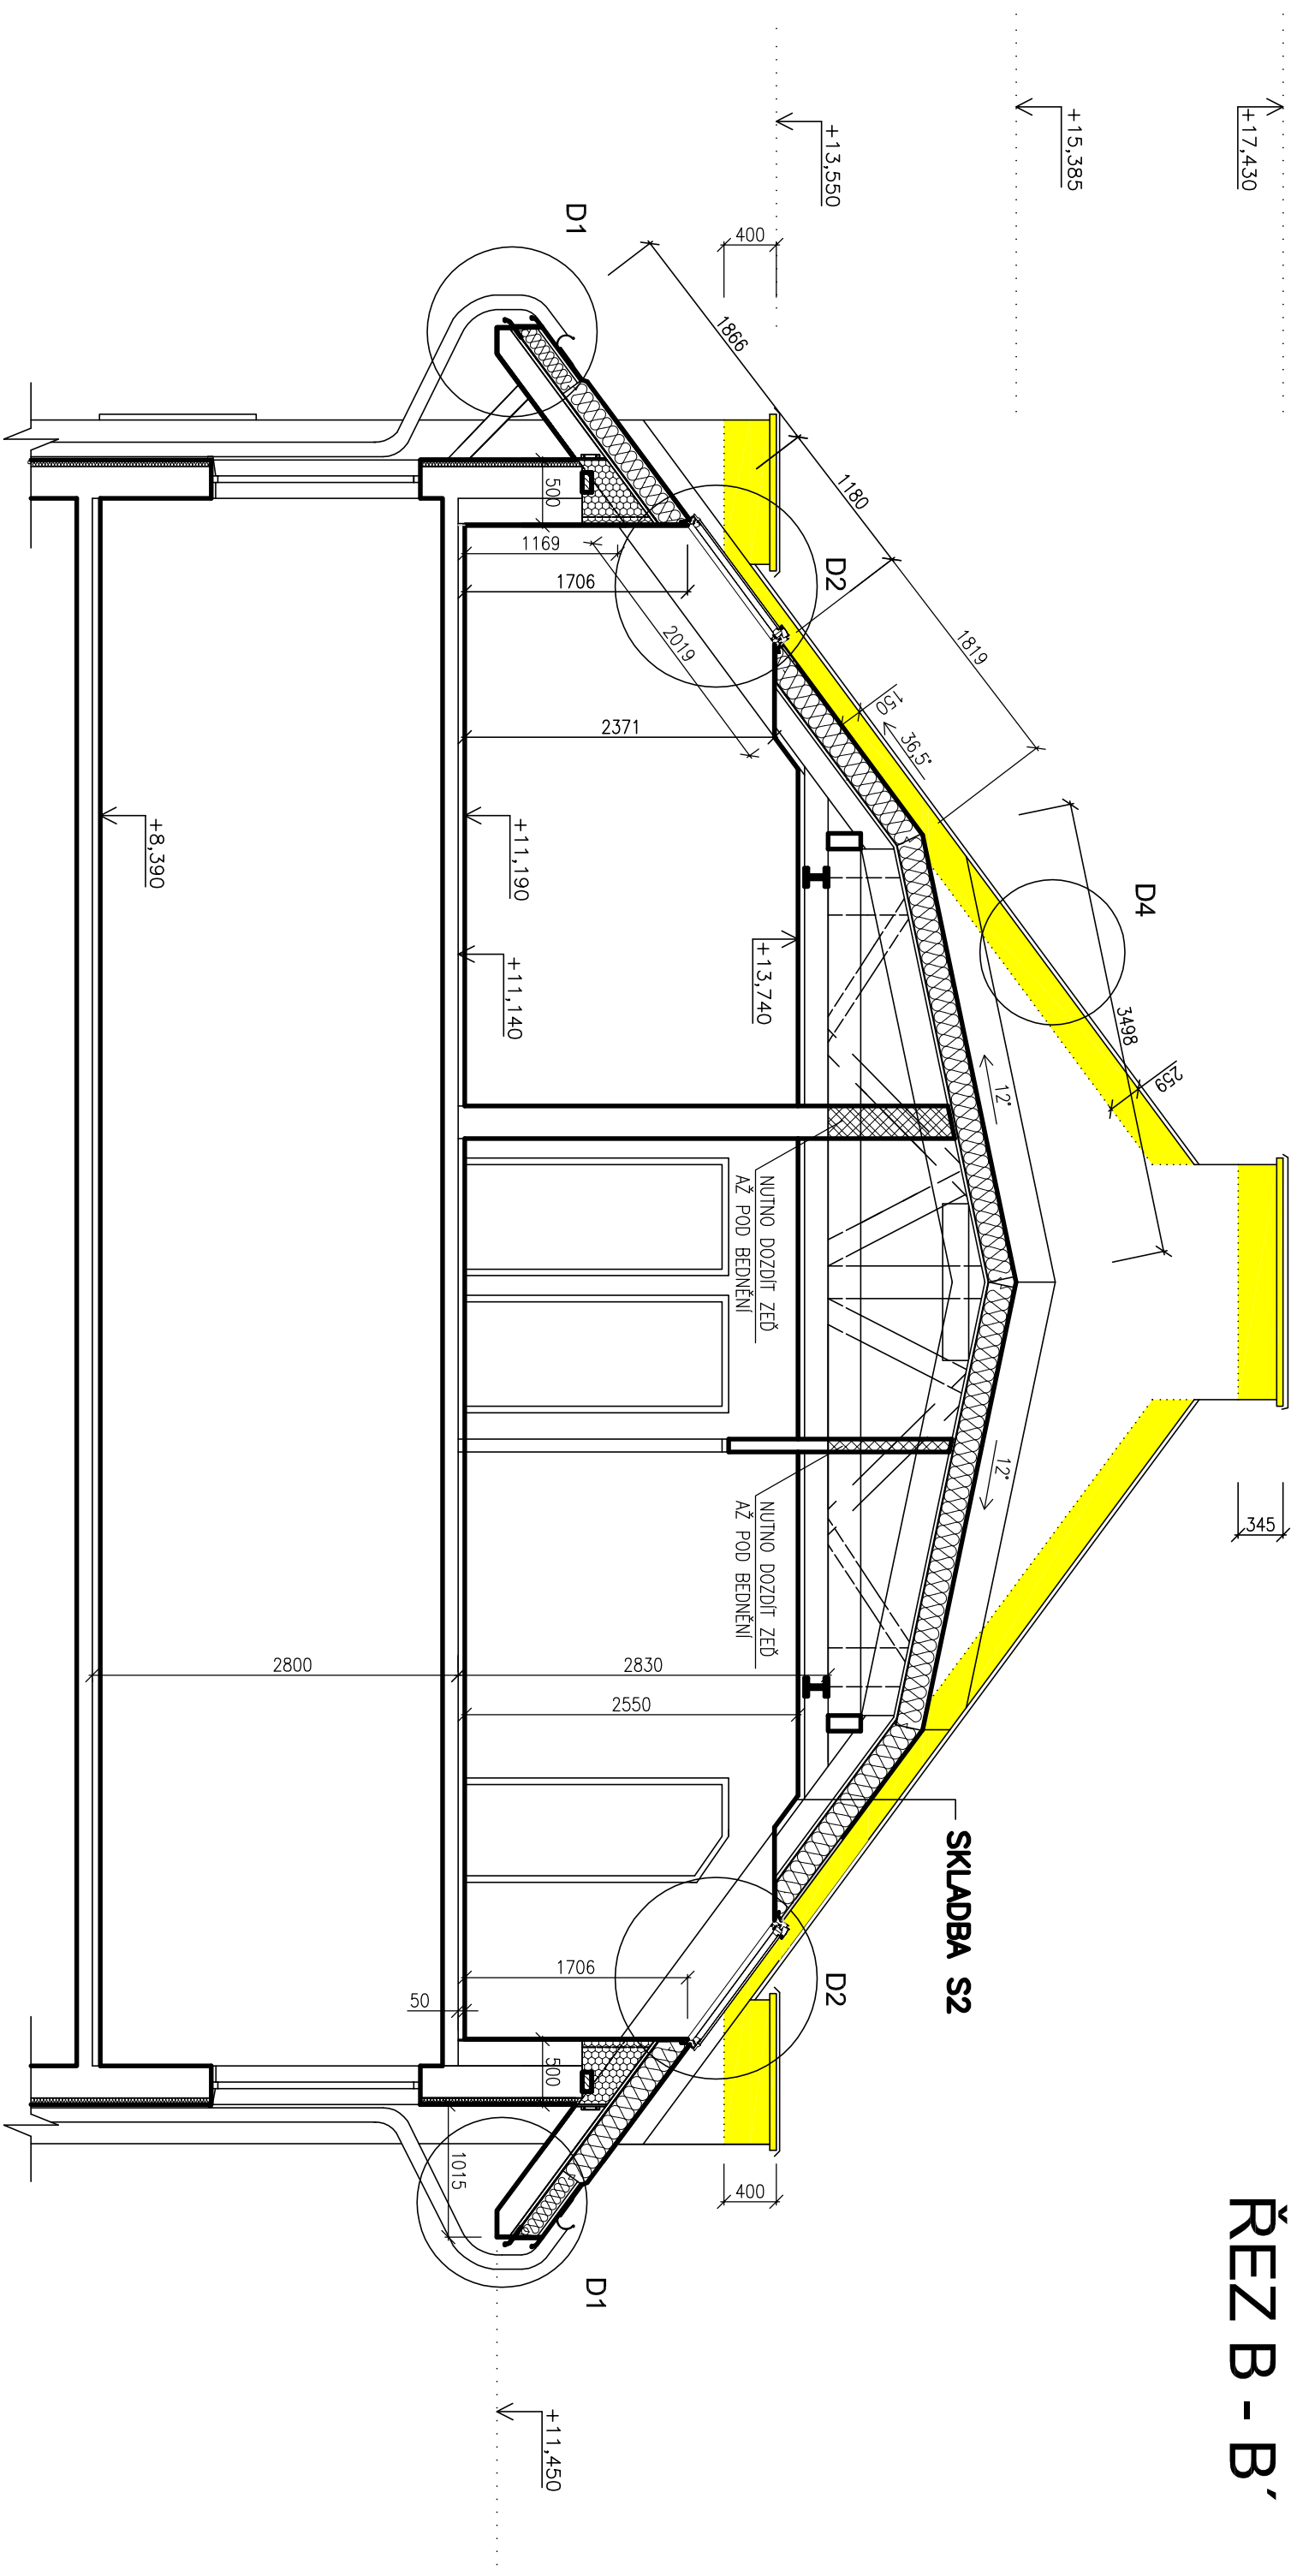 ŘEZ B - B´
+17,430
+15,385
+13,550
400
D1
1866
1180
D2
1819
150
36,5°
D4
3498
259
12°
12°
345
500
1169
1706
2019
2371
+8,390
+11,190
+11,140
+13,740
NUTNO DOZDÍT ZEĎ
AŽ POD BEDNĚNÍ
NUTNO DOZDÍT ZEĎ
AŽ POD BEDNĚNÍ
2800
2830
2550
SKLADBA S2
1706
50
D2
500
1015
400
D1
+11,450